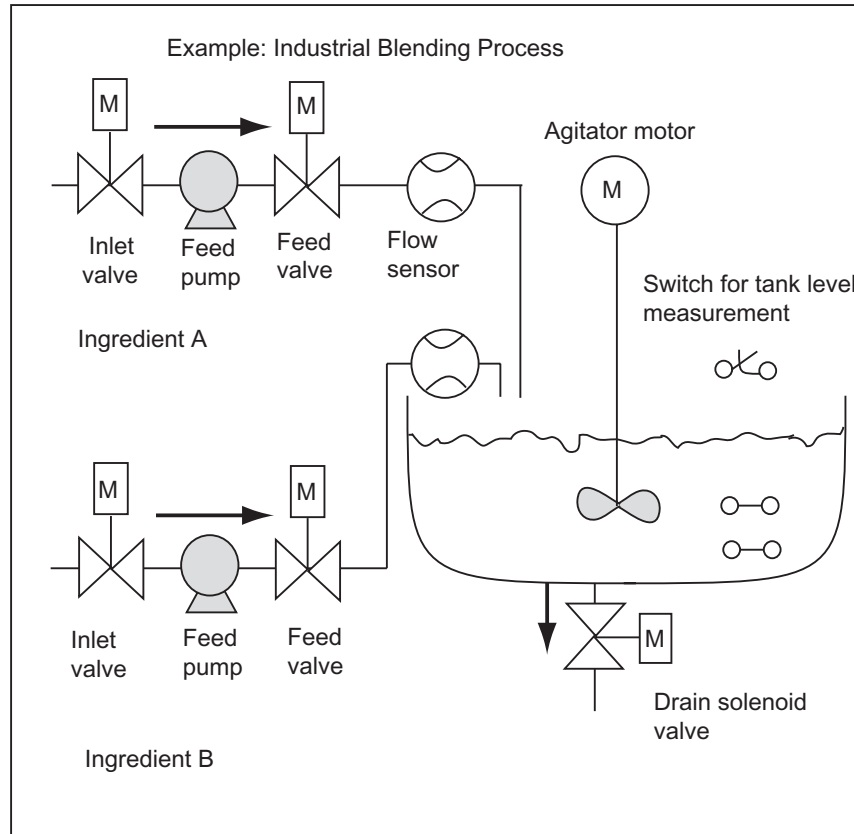 Example: Industrial Blending Process
M
M
Agitator motor
M
Inlet
valve
Feed
pump
Feed
valve
Flow
sensor
Switch for tank level
measurement
Ingredient A
M
M
Inlet
valve
Feed
pump
Feed
valve
M
Drain solenoid
valve
Ingredient B